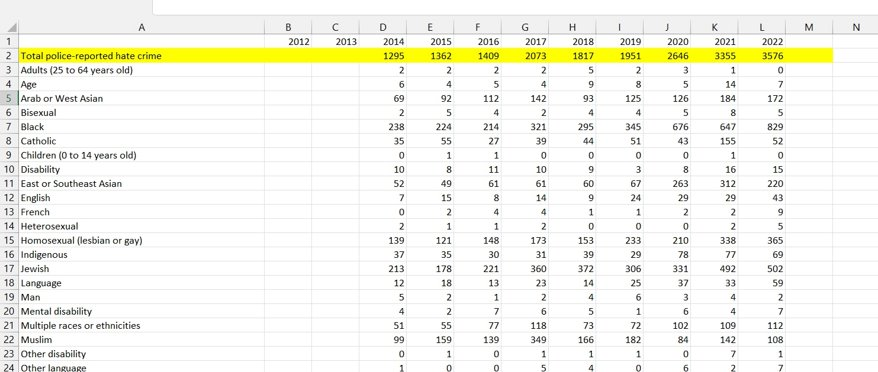 A B C D E F G H I J K L M N
1 2012 2013 2014 2015 2016 2017 2018 2019 2020 2021 2022
2 Total police-reported hate crime 1295 1362 1409 2073 1817 1951 2646 3355 3576
3 Adults (25 to 64 years old) 2 2 2 2 5 2 3 1 0
4 Age 6 4 5 4 9 8 5 14 7
5 Arab or West Asian 69 92 112 142 93 125 126 184 172
6 Bisexual 2 5 4 2 4 4 5 8 5
7 Black 238 224 214 321 295 345 676 647 829
8 Catholic 35 55 27 39 44 51 43 155 52
9 Children (0 to 14 years old) 0 1 1 0 0 0 0 1 0
10 Disability 10 8 11 10 9 3 8 16 15
11 East or Southeast Asian 52 49 61 61 60 67 263 312 220
12 English 7 15 8 14 9 24 29 29 43
13 French 0 2 4 4 1 1 2 2 9
14 Heterosexual 2 1 1 2 0 0 0 2 5
15 Homosexual (lesbian or gay) 139 121 148 173 153 233 210 338 365
16 Indigenous 37 35 30 31 39 29 78 77 69
17 Jewish 213 178 221 360 372 306 331 492 502
18 Language 12 18 13 23 14 25 37 33 59
19 Man 5 2 1 2 4 6 3 4 2
20 Mental disability 4 2 7 6 5 1 6 4 7
21 Multiple races or ethnicities 51 55 77 118 73 72 102 109 112
22 Muslim 99 159 139 349 166 182 84 142 108
23 Other disability 0 1 0 1 1 1 0 7 1
24 Other language 1 0 0 5 4 0 6 2 7